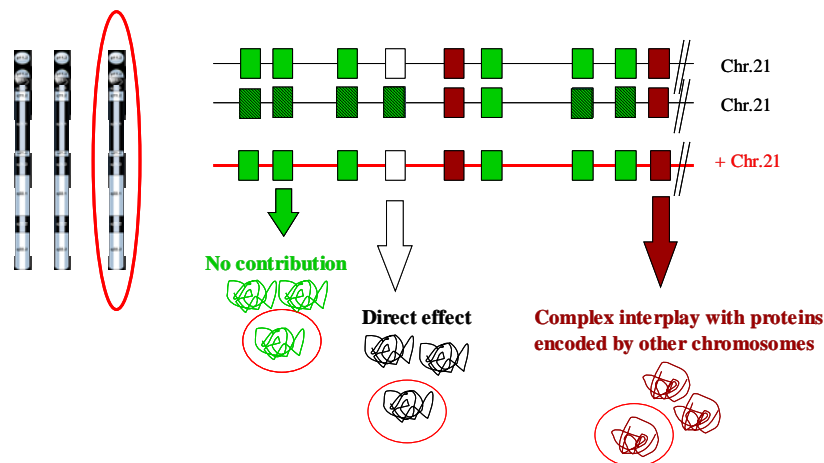 Chr.21
Chr.21
+ Chr.21
No contribution
Direct effect
Complex interplay with proteins
encoded by other chromosomes